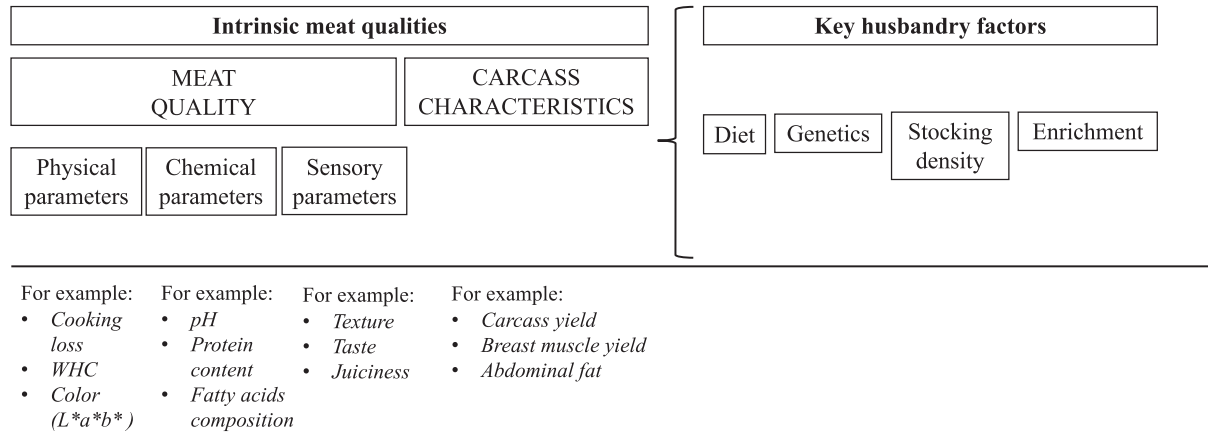 Intrinsic meat qualities
Key husbandry factors
MEAT
QUALITY
CARCASS
CHARACTERISTICS
Diet
Genetics
Stocking
density
Enrichment
Physical
parameters
Chemical
parameters
Sensory
parameters
For example:
• Cooking
loss
• WHC
• Color
(L*a*b* )
For example:
• pH
• Protein
content
• Fatty acids
composition
For example:
• Texture
• Taste
• Juiciness
For example:
• Carcass yield
• Breast muscle yield
• Abdominal fat